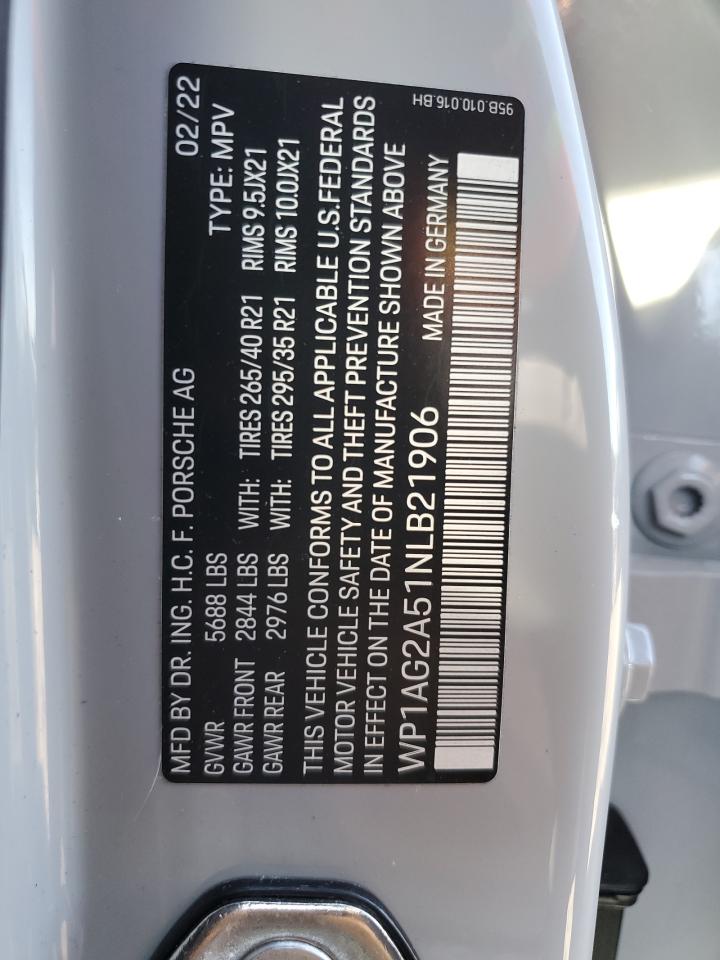 MFD BY DR. ING. H.C. F. PORSCHE AG 02/22
GVWR 5688 LBS TYPE: MPV
GAWR FRONT 2844 LBS WITH: TIRES 265/40 R21 RIMS 9.5JX21
GAWR REAR 2976 LBS WITH: TIRES 295/35 R21 RIMS 10.0JX21
THIS VEHICLE CONFORMS TO ALL APPLICABLE U.S.FEDERAL
MOTOR VEHICLE SAFETY AND THEFT PREVENTION STANDARDS
IN EFFECT ON THE DATE OF MANUFACTURE SHOWN ABOVE
WP1AG2A51NLB21906 MADE IN GERMANY
95B.010.016.BH